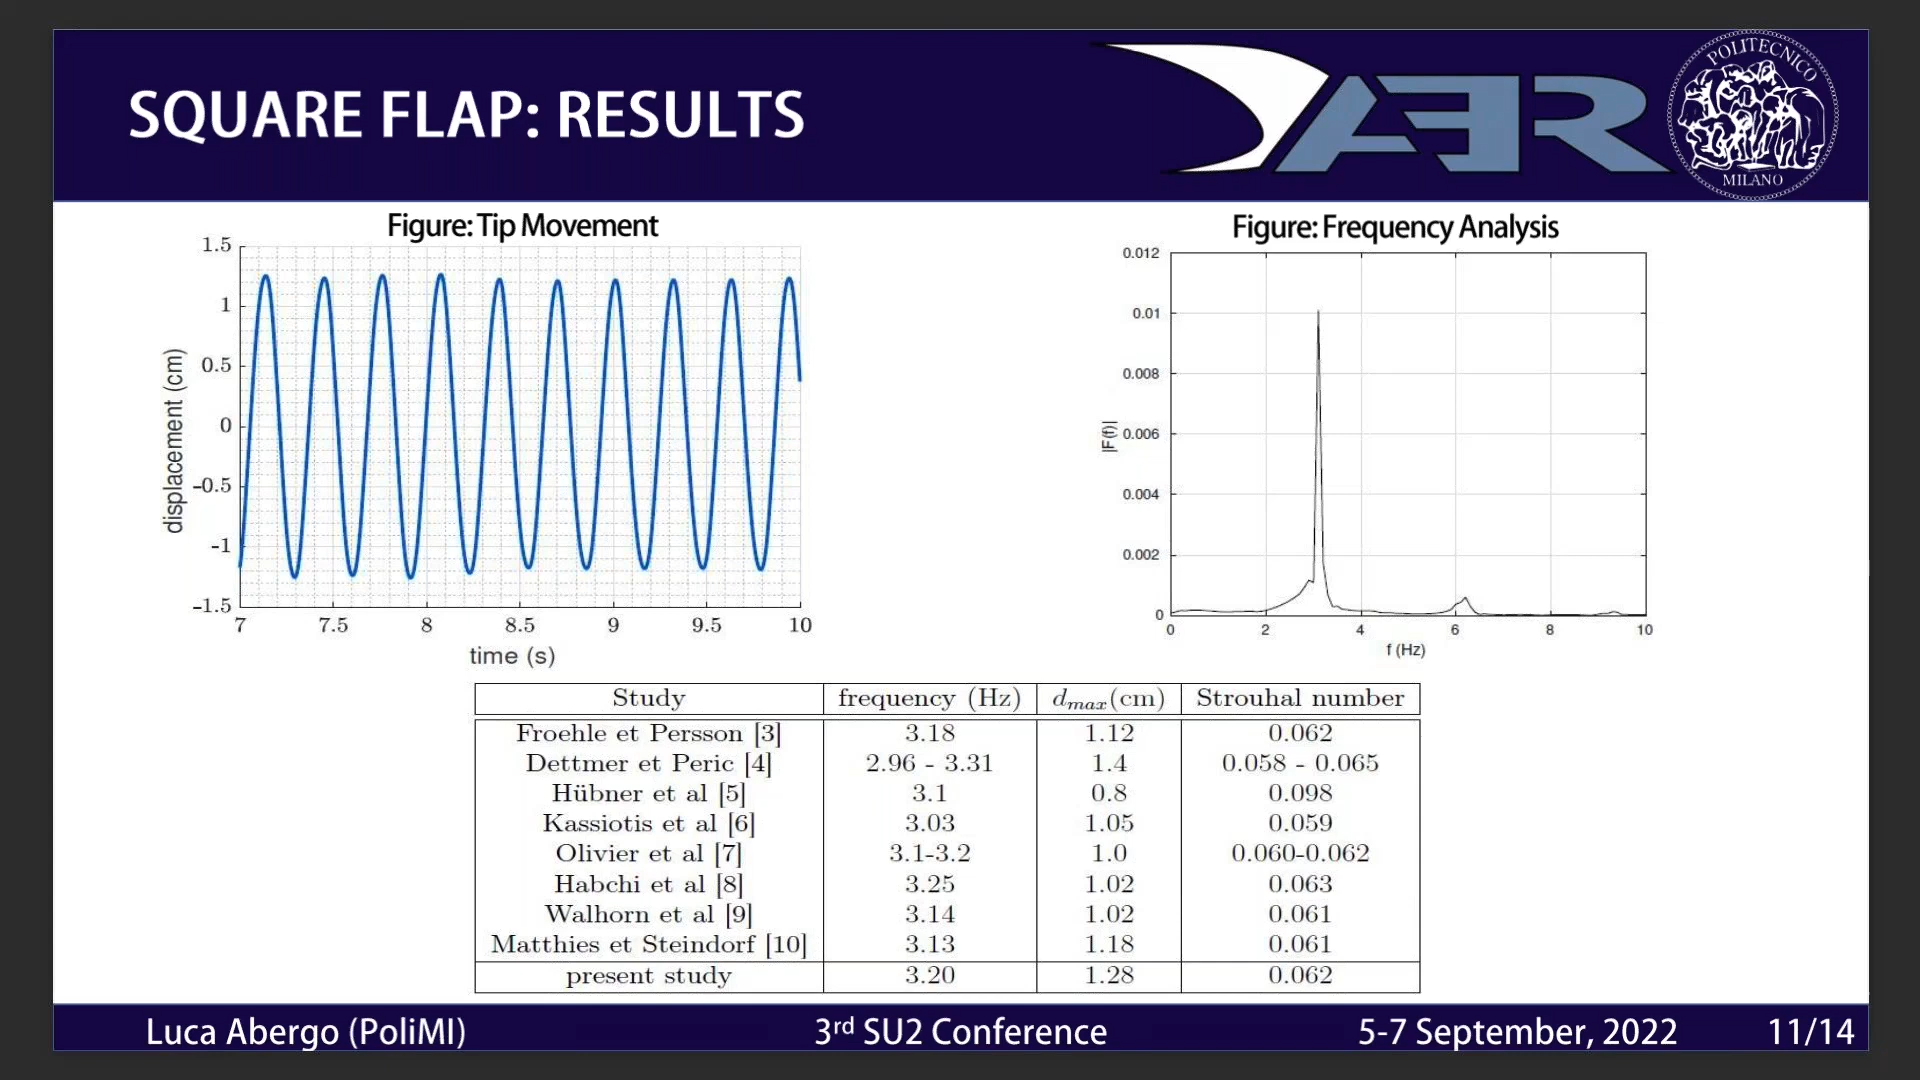 SQUARE FLAP: RESULTS
AER
POLITECNICO
MILANO
Figure: Tip Movement
1.5
1
0.5
0
-0.5
-1
-1.5
displacement (cm)
7 7.5 8 8.5 9 9.5 10
time (s)
Figure: Frequency Analysis
0.012
0.01
0.008
0.006
0.004
0.002
0
|F(f)|
0 2 4 6 8 10
f (Hz)
Study frequency (Hz) dmax(cm) Strouhal number
Froehle et Persson [3] 3.18 1.12 0.062
Dettmer et Peric [4] 2.96 - 3.31 1.4 0.058 - 0.065
Hübner et al [5] 3.1 0.8 0.098
Kassiotis et al [6] 3.03 1.05 0.059
Olivier et al [7] 3.1-3.2 1.0 0.060-0.062
Habchi et al [8] 3.25 1.02 0.063
Walhorn et al [9] 3.14 1.02 0.061
Matthies et Steindorf [10] 3.13 1.18 0.061
present study 3.20 1.28 0.062
Luca Abergo (PoliMI) 3rd SU2 Conference 5-7 September, 2022 11/14